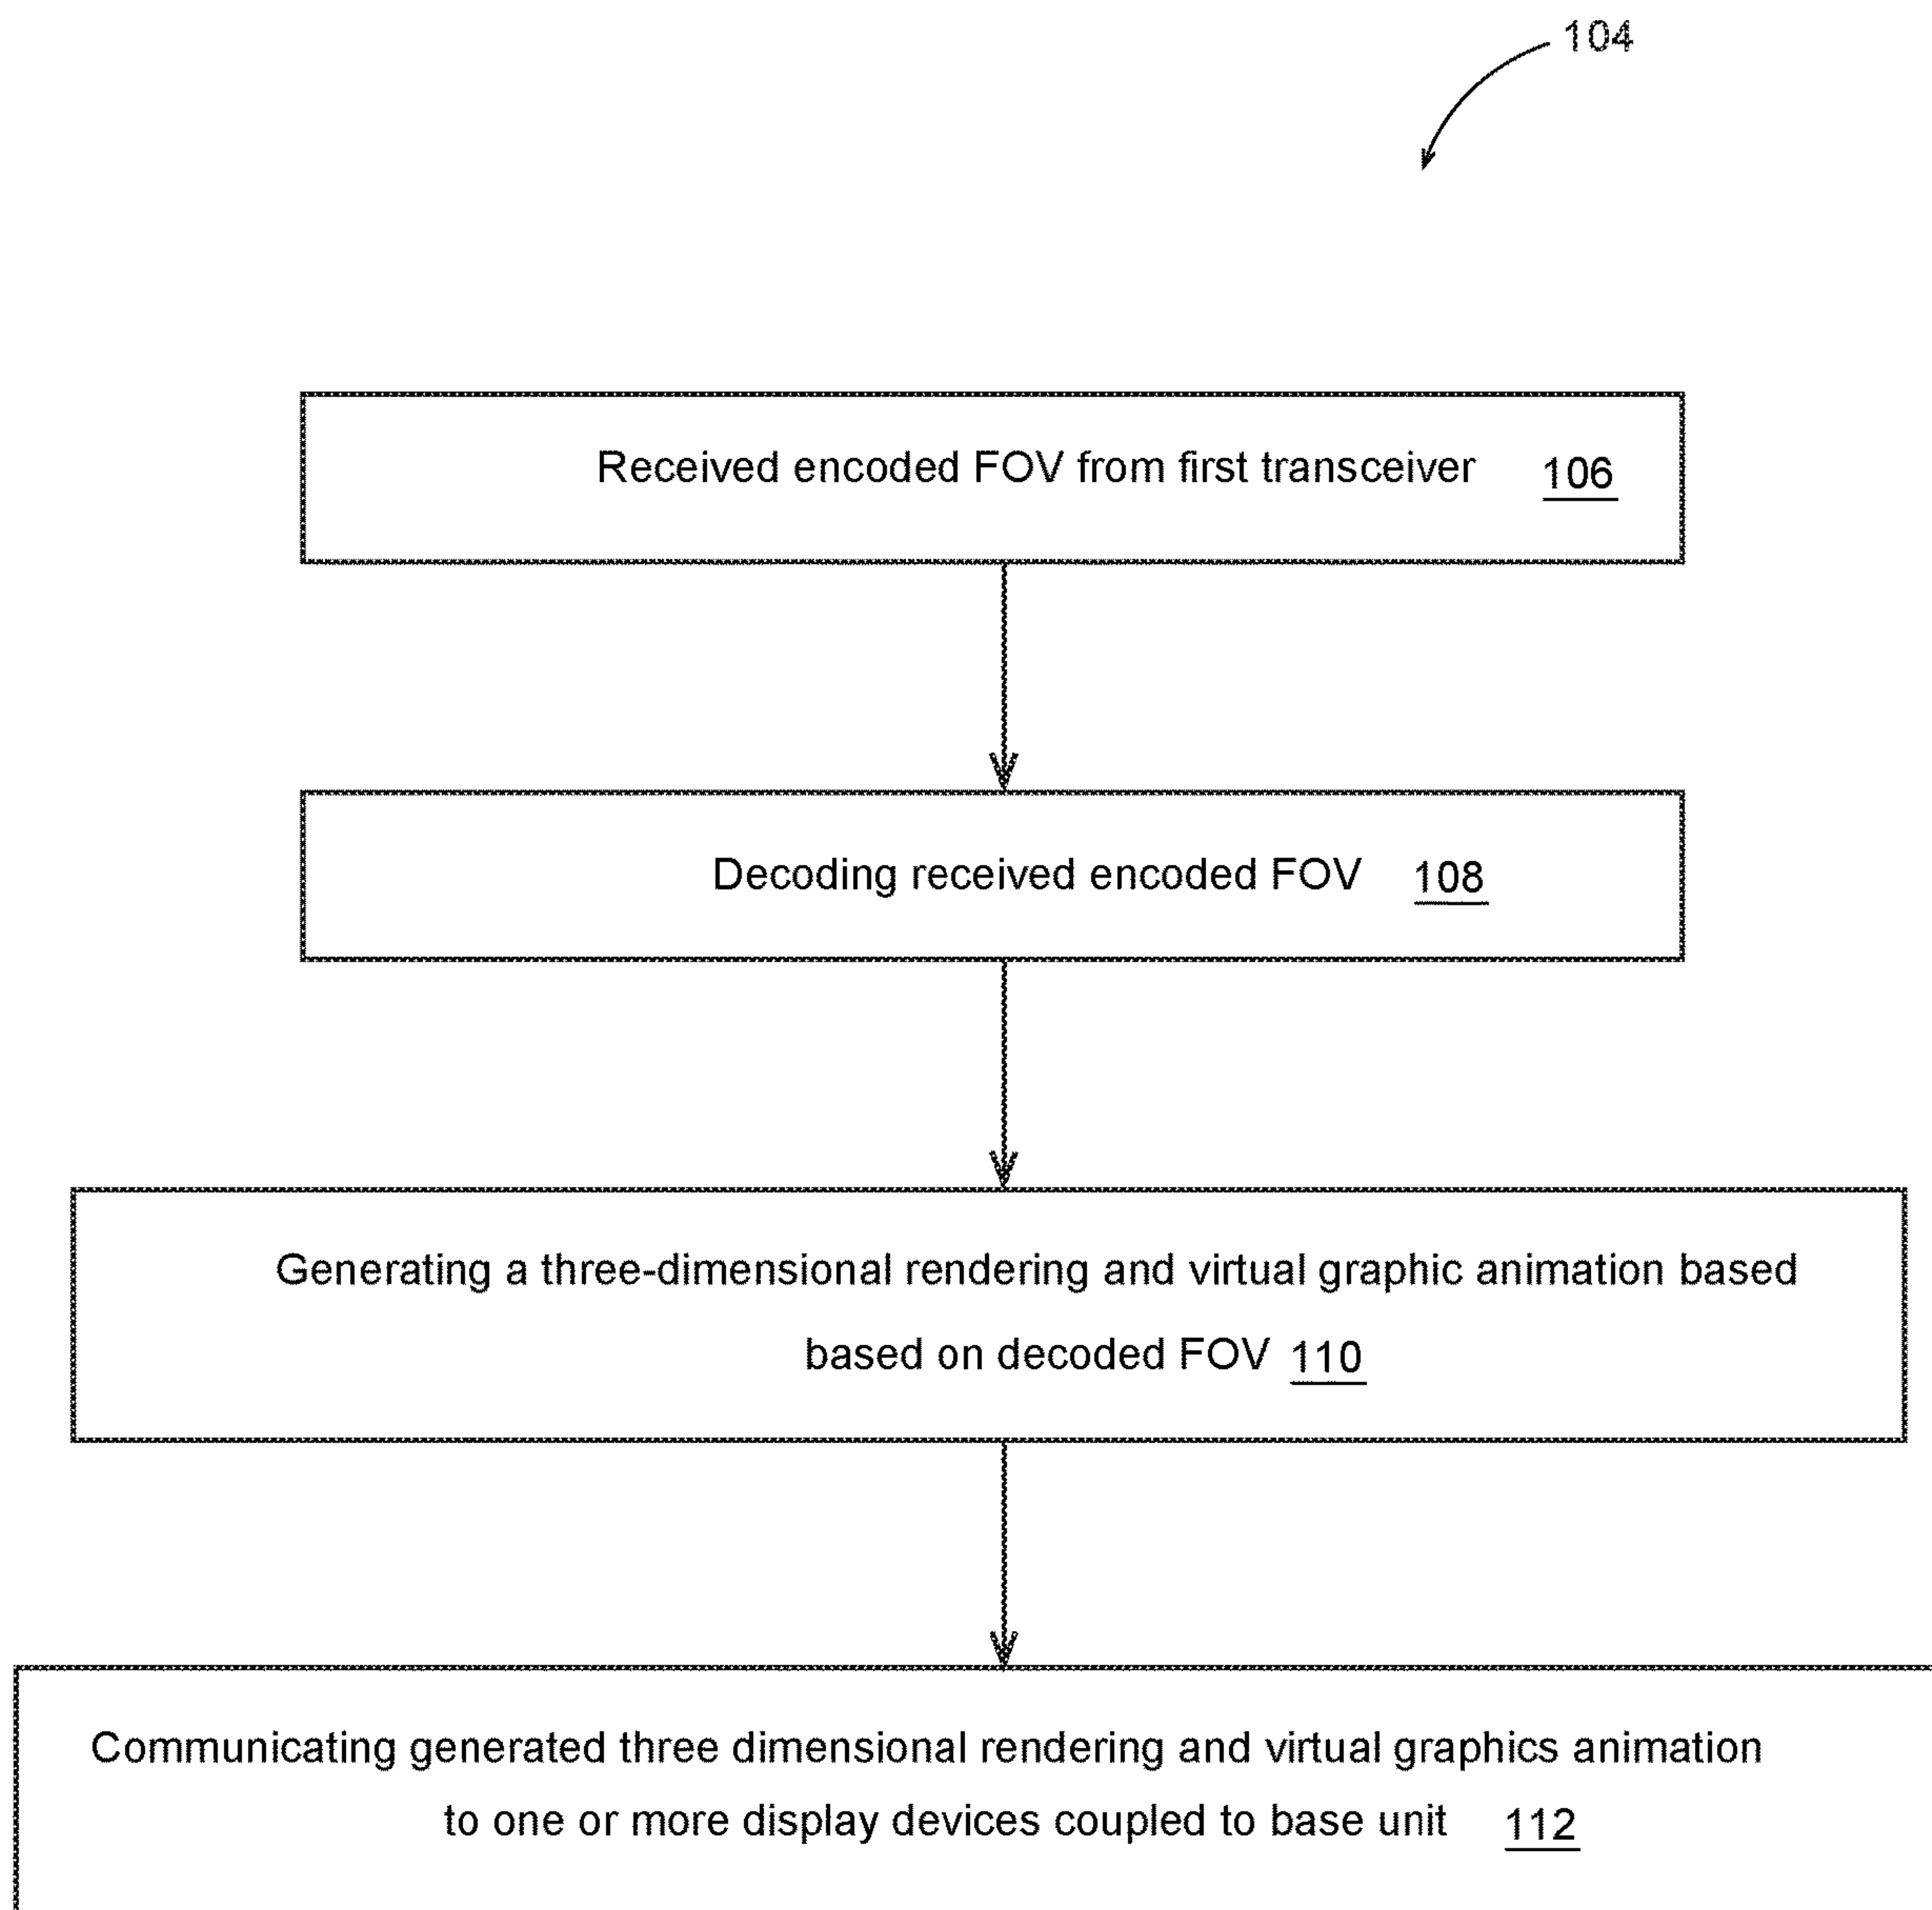 104
Received encoded FOV from first transceiver 106
Decoding received encoded FOV 108
Generating a three-dimensional rendering and virtual graphic animation based
based on decoded FOV 110
Communicating generated three dimensional rendering and virtual graphics animation
to one or more display devices coupled to base unit 112